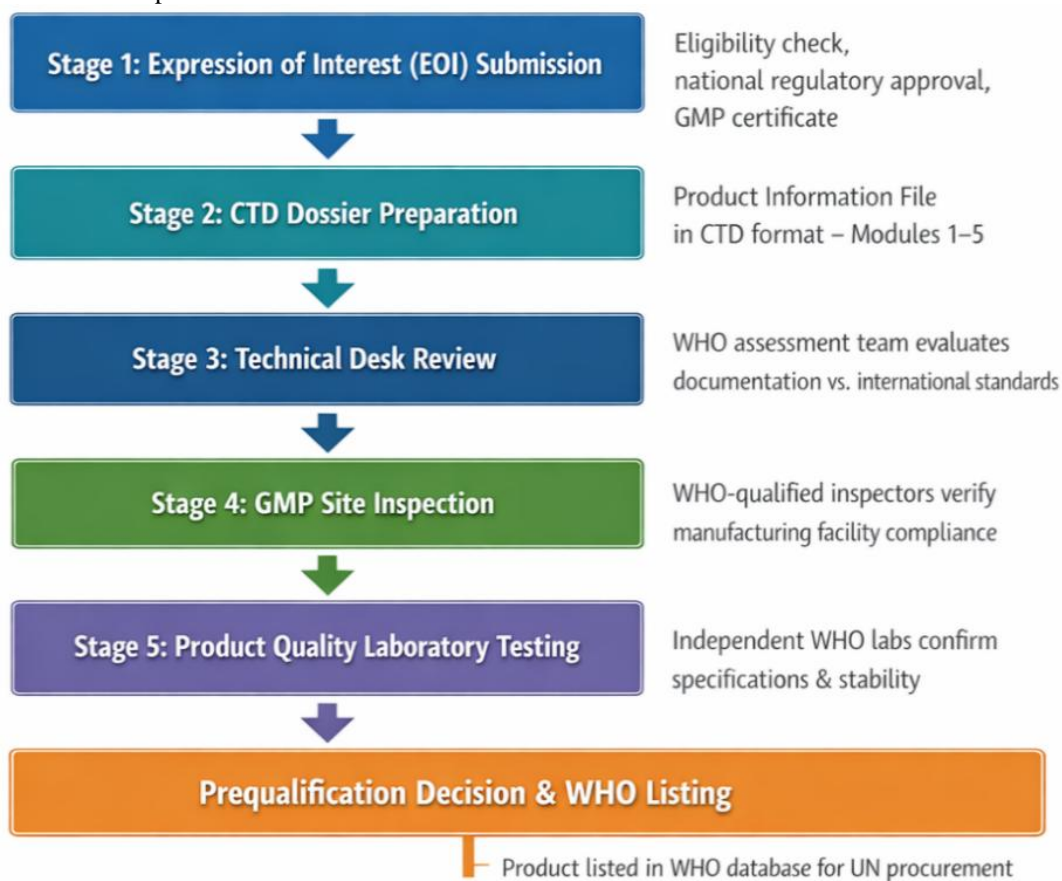 Stage 1: Expression of Interest (EOI) Submission
Eligibility check,
national regulatory approval,
GMP certificate
Stage 2: CTD Dossier Preparation
Product Information File
in CTD format – Modules 1–5
Stage 3: Technical Desk Review
WHO assessment team evaluates
documentation vs. international standards
Stage 4: GMP Site Inspection
WHO-qualified inspectors verify
manufacturing facility compliance
Stage 5: Product Quality Laboratory Testing
Independent WHO labs confirm
specifications & stability
Prequalification Decision & WHO Listing
Product listed in WHO database for UN procurement